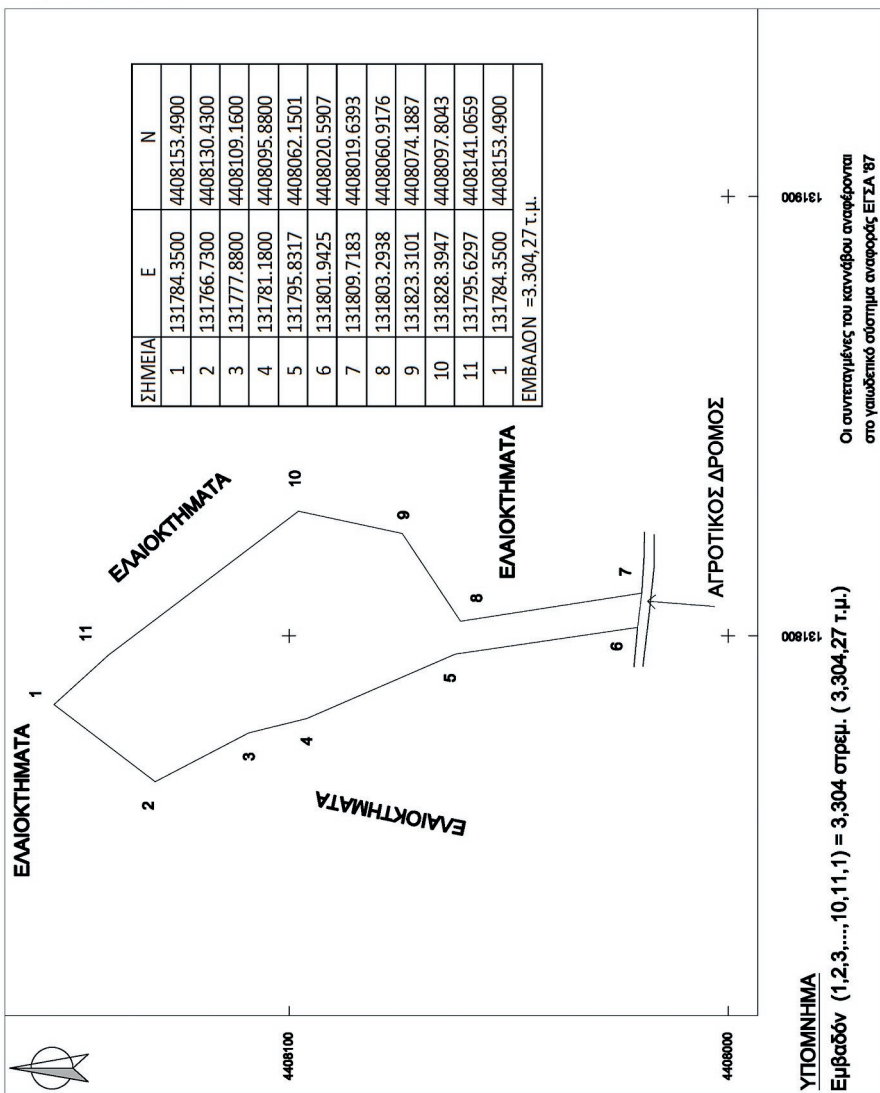 ΕΛΑΙΟΚΤΗΜΑΤΑ
1
11
ΕΛΑΙΟΚΤΗΜΑΤΑ
2
3
4
10
9
ΕΛΑΙΟΚΤΗΜΑΤΑ
8
5
ΕΛΑΙΟΚΤΗΜΑΤΑ
6
7
ΑΓΡΟΤΙΚΟΣ ΔΡΟΜΟΣ
4408100
4408000
131800
131900
ΣΗΜΕΙΑ E N
1 131784.3500 4408153.4900
2 131766.7300 4408130.4300
3 131777.8800 4408109.1600
4 131781.1800 4408095.8800
5 131795.8317 4408062.1501
6 131801.9425 4408020.5907
7 131809.7183 4408019.6393
8 131803.2938 4408060.9176
9 131823.3101 4408074.1887
10 131828.3947 4408097.8043
11 131795.6297 4408141.0659
1 131784.3500 4408153.4900
ΕΜΒΑΔΟΝ =3.304,27 τ.μ.
ΥΠΟΜΝΗΜΑ
Εμβαδόν (1,2,3,...,10,11,1) = 3,304 στρεμ. ( 3,304,27 τ.μ.)
Οι συντεταγμένες του καννάβου αναφέρονται
στο γαιωδετικό σύστημα αναφοράς ΕΓΣΑ '87